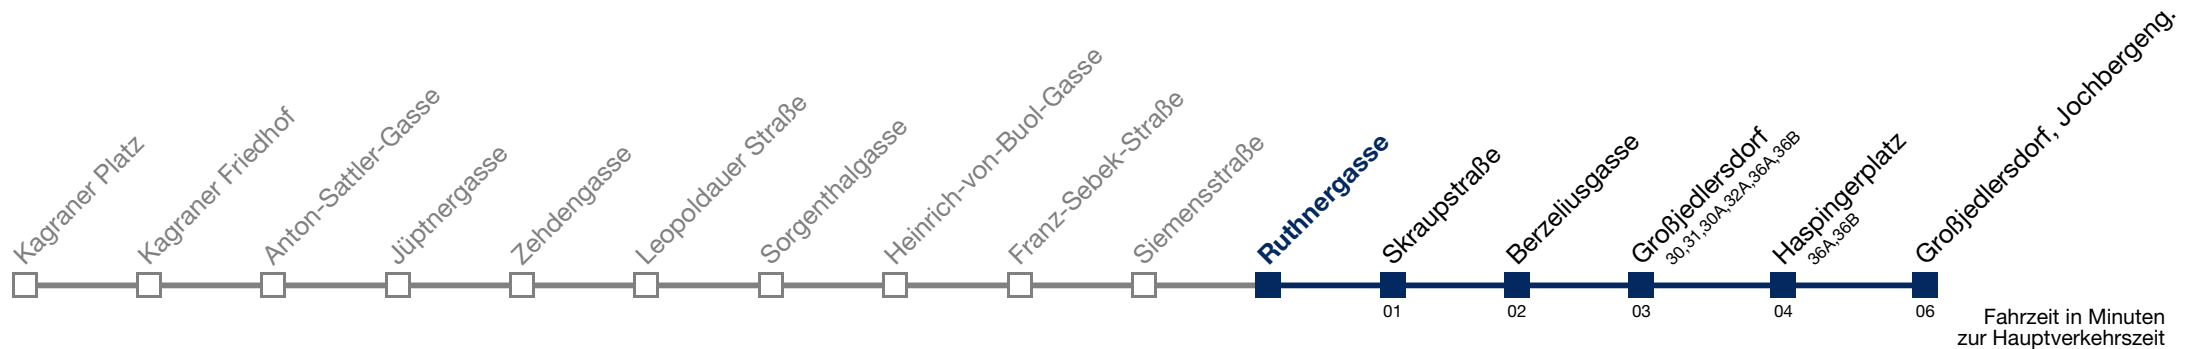 Kagraner Platz
Kagraner Friedhof
Anton-Sattler-Gasse
Jüptnergasse
Zehdengasse
Leopoldauer Straße
Sorgenthalgasse
Heinrich-von-Buol-Gasse
Franz-Sebek-Straße
Siemensstraße
Ruthnergasse
Skraupstraße
Berzeliusgasse
Großjedlersdorf
30,31,30A,32A,36A,36B
Haspingerplatz
36A,36B
Großjedlersdorf, Jochbergeng.
01
02
03
04
06
Fahrzeit in Minuten
zur Hauptverkehrszeit